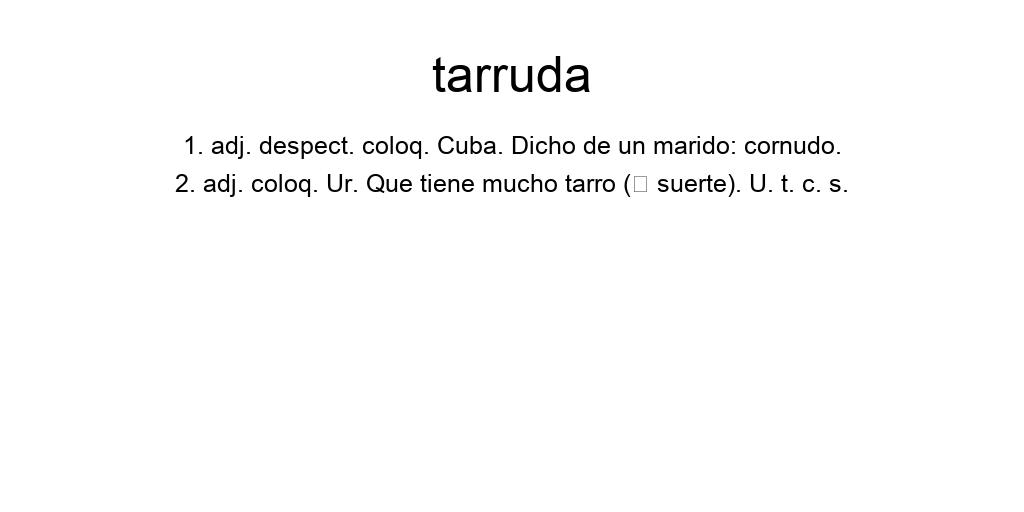 tarruda
1. adj. despect. coloq. Cuba. Dicho de un marido: cornudo.
2. adj. coloq. Ur. Que tiene mucho tarro (□ suerte). U. t. c. s.